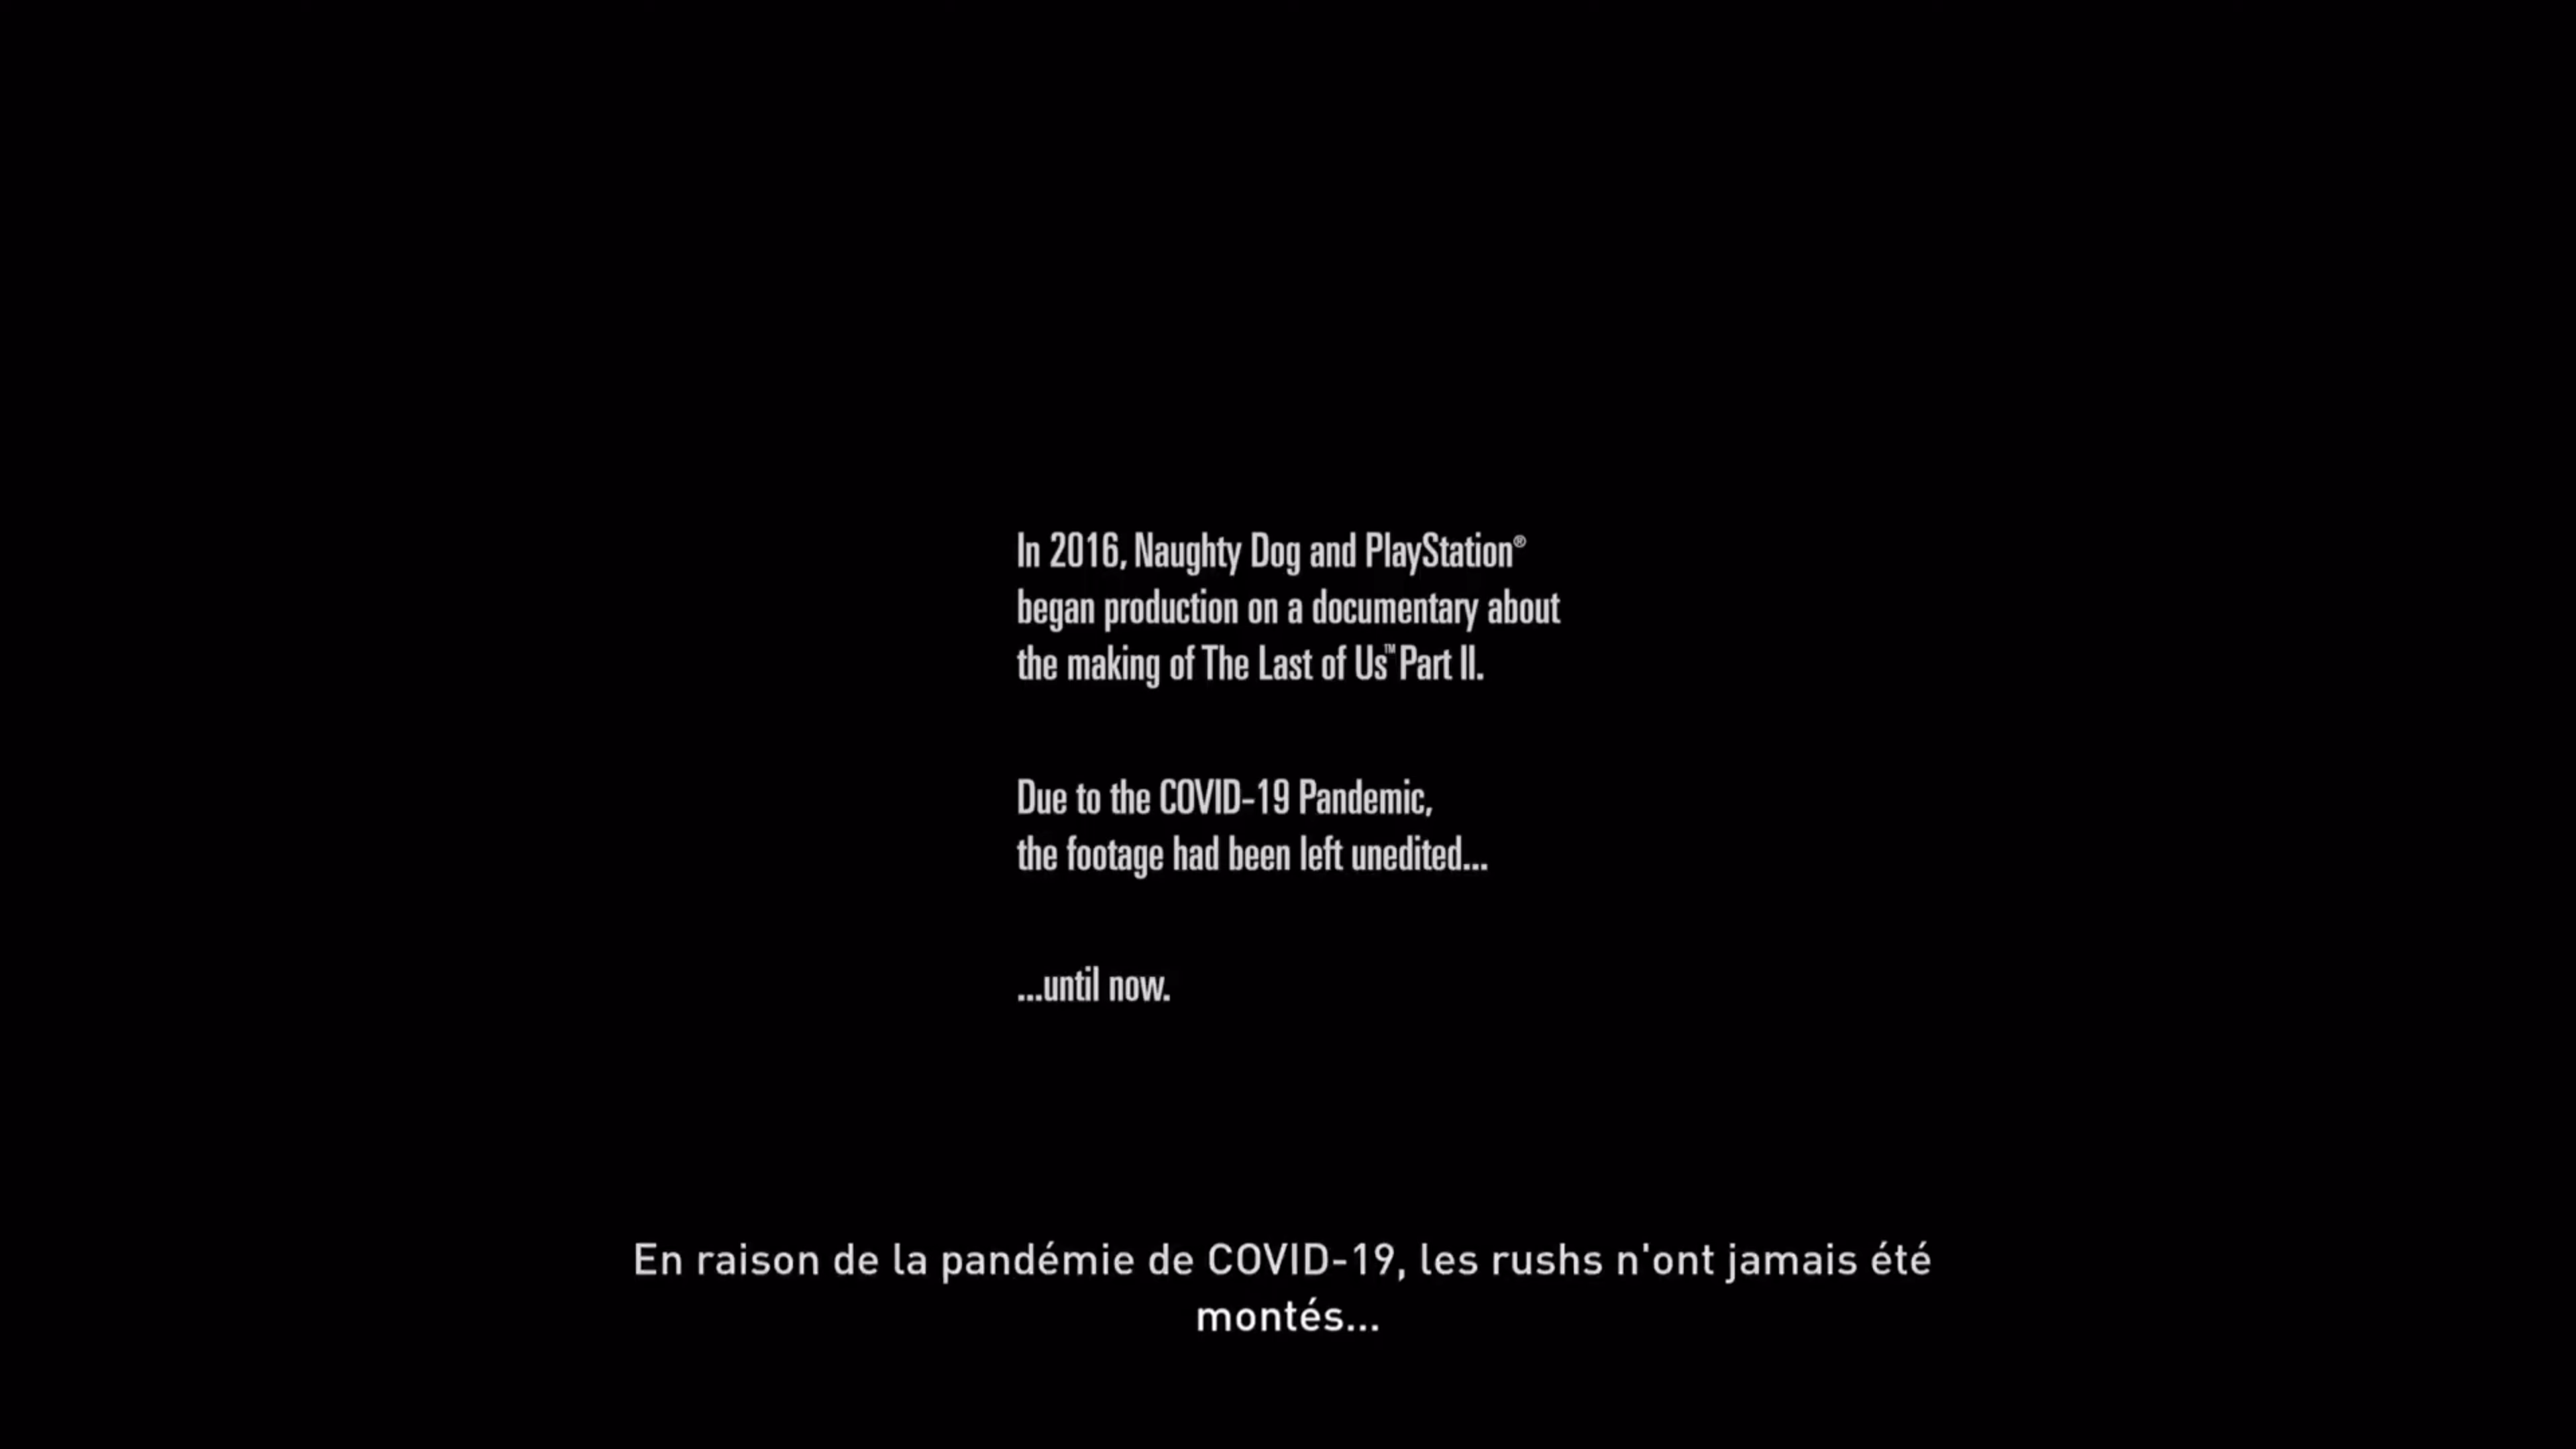 In 2016, Naughty Dog and PlayStation®
began production on a documentary about
the making of The Last of Us™ Part II.
Due to the COVID-19 Pandemic,
the footage had been left unedited...
...until now.
En raison de la pandémie de COVID-19, les rushs n'ont jamais été
montés...